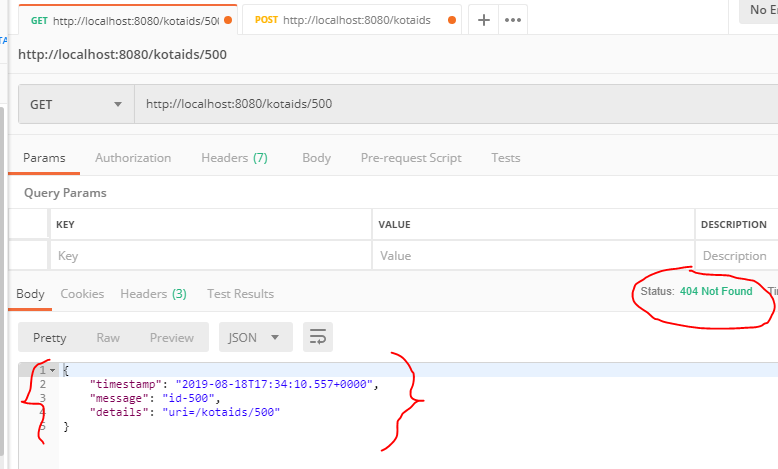 GET http://localhost:8080/kotaids/50
POST http://localhost:8080/kotaids
No E
TA
http://localhost:8080/kotaids/500
GET http://localhost:8080/kotaids/500
Params Authorization Headers (7) Body Pre-request Script Tests
Query Params
KEY VALUE DESCRIPTION
Key Value Description
Body Cookies Headers (3) Test Results Status: 404 Not Found Ti
Pretty Raw Preview JSON
1 {
2 "timestamp": "2019-08-18T17:34:10.557+0000",
3 "message": "id-500",
4 "details": "uri=/kotaids/500"
5 }